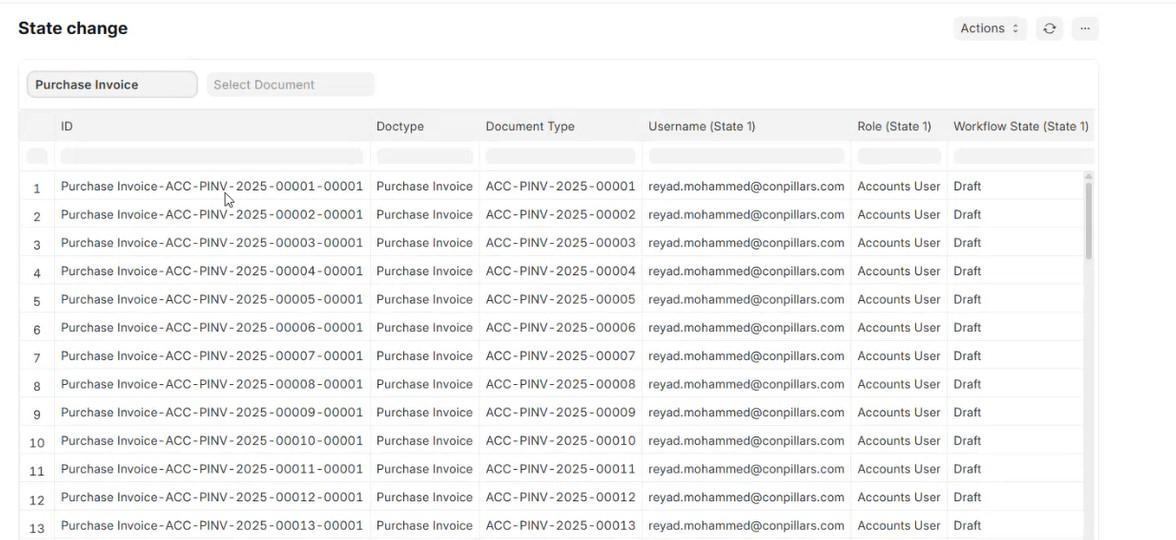 State change
Actions
Purchase Invoice
Select Document
ID Doctype Document Type Username (State 1) Role (State 1) Workflow State (State 1)
1 Purchase Invoice-ACC-PINV-2025-00001-00001 Purchase Invoice ACC-PINV-2025-00001 reyad.mohammed@conpillars.com Accounts User Draft
2 Purchase Invoice-ACC-PINV-2025-00002-00001 Purchase Invoice ACC-PINV-2025-00002 reyad.mohammed@conpillars.com Accounts User Draft
3 Purchase Invoice-ACC-PINV-2025-00003-00001 Purchase Invoice ACC-PINV-2025-00003 reyad.mohammed@conpillars.com Accounts User Draft
4 Purchase Invoice-ACC-PINV-2025-00004-00001 Purchase Invoice ACC-PINV-2025-00004 reyad.mohammed@conpillars.com Accounts User Draft
5 Purchase Invoice-ACC-PINV-2025-00005-00001 Purchase Invoice ACC-PINV-2025-00005 reyad.mohammed@conpillars.com Accounts User Draft
6 Purchase Invoice-ACC-PINV-2025-00006-00001 Purchase Invoice ACC-PINV-2025-00006 reyad.mohammed@conpillars.com Accounts User Draft
7 Purchase Invoice-ACC-PINV-2025-00007-00001 Purchase Invoice ACC-PINV-2025-00007 reyad.mohammed@conpillars.com Accounts User Draft
8 Purchase Invoice-ACC-PINV-2025-00008-00001 Purchase Invoice ACC-PINV-2025-00008 reyad.mohammed@conpillars.com Accounts User Draft
9 Purchase Invoice-ACC-PINV-2025-00009-00001 Purchase Invoice ACC-PINV-2025-00009 reyad.mohammed@conpillars.com Accounts User Draft
10 Purchase Invoice-ACC-PINV-2025-00010-00001 Purchase Invoice ACC-PINV-2025-00010 reyad.mohammed@conpillars.com Accounts User Draft
11 Purchase Invoice-ACC-PINV-2025-00011-00001 Purchase Invoice ACC-PINV-2025-00011 reyad.mohammed@conpillars.com Accounts User Draft
12 Purchase Invoice-ACC-PINV-2025-00012-00001 Purchase Invoice ACC-PINV-2025-00012 reyad.mohammed@conpillars.com Accounts User Draft
13 Purchase Invoice-ACC-PINV-2025-00013-00001 Purchase Invoice ACC-PINV-2025-00013 reyad.mohammed@conpillars.com Accounts User Draft